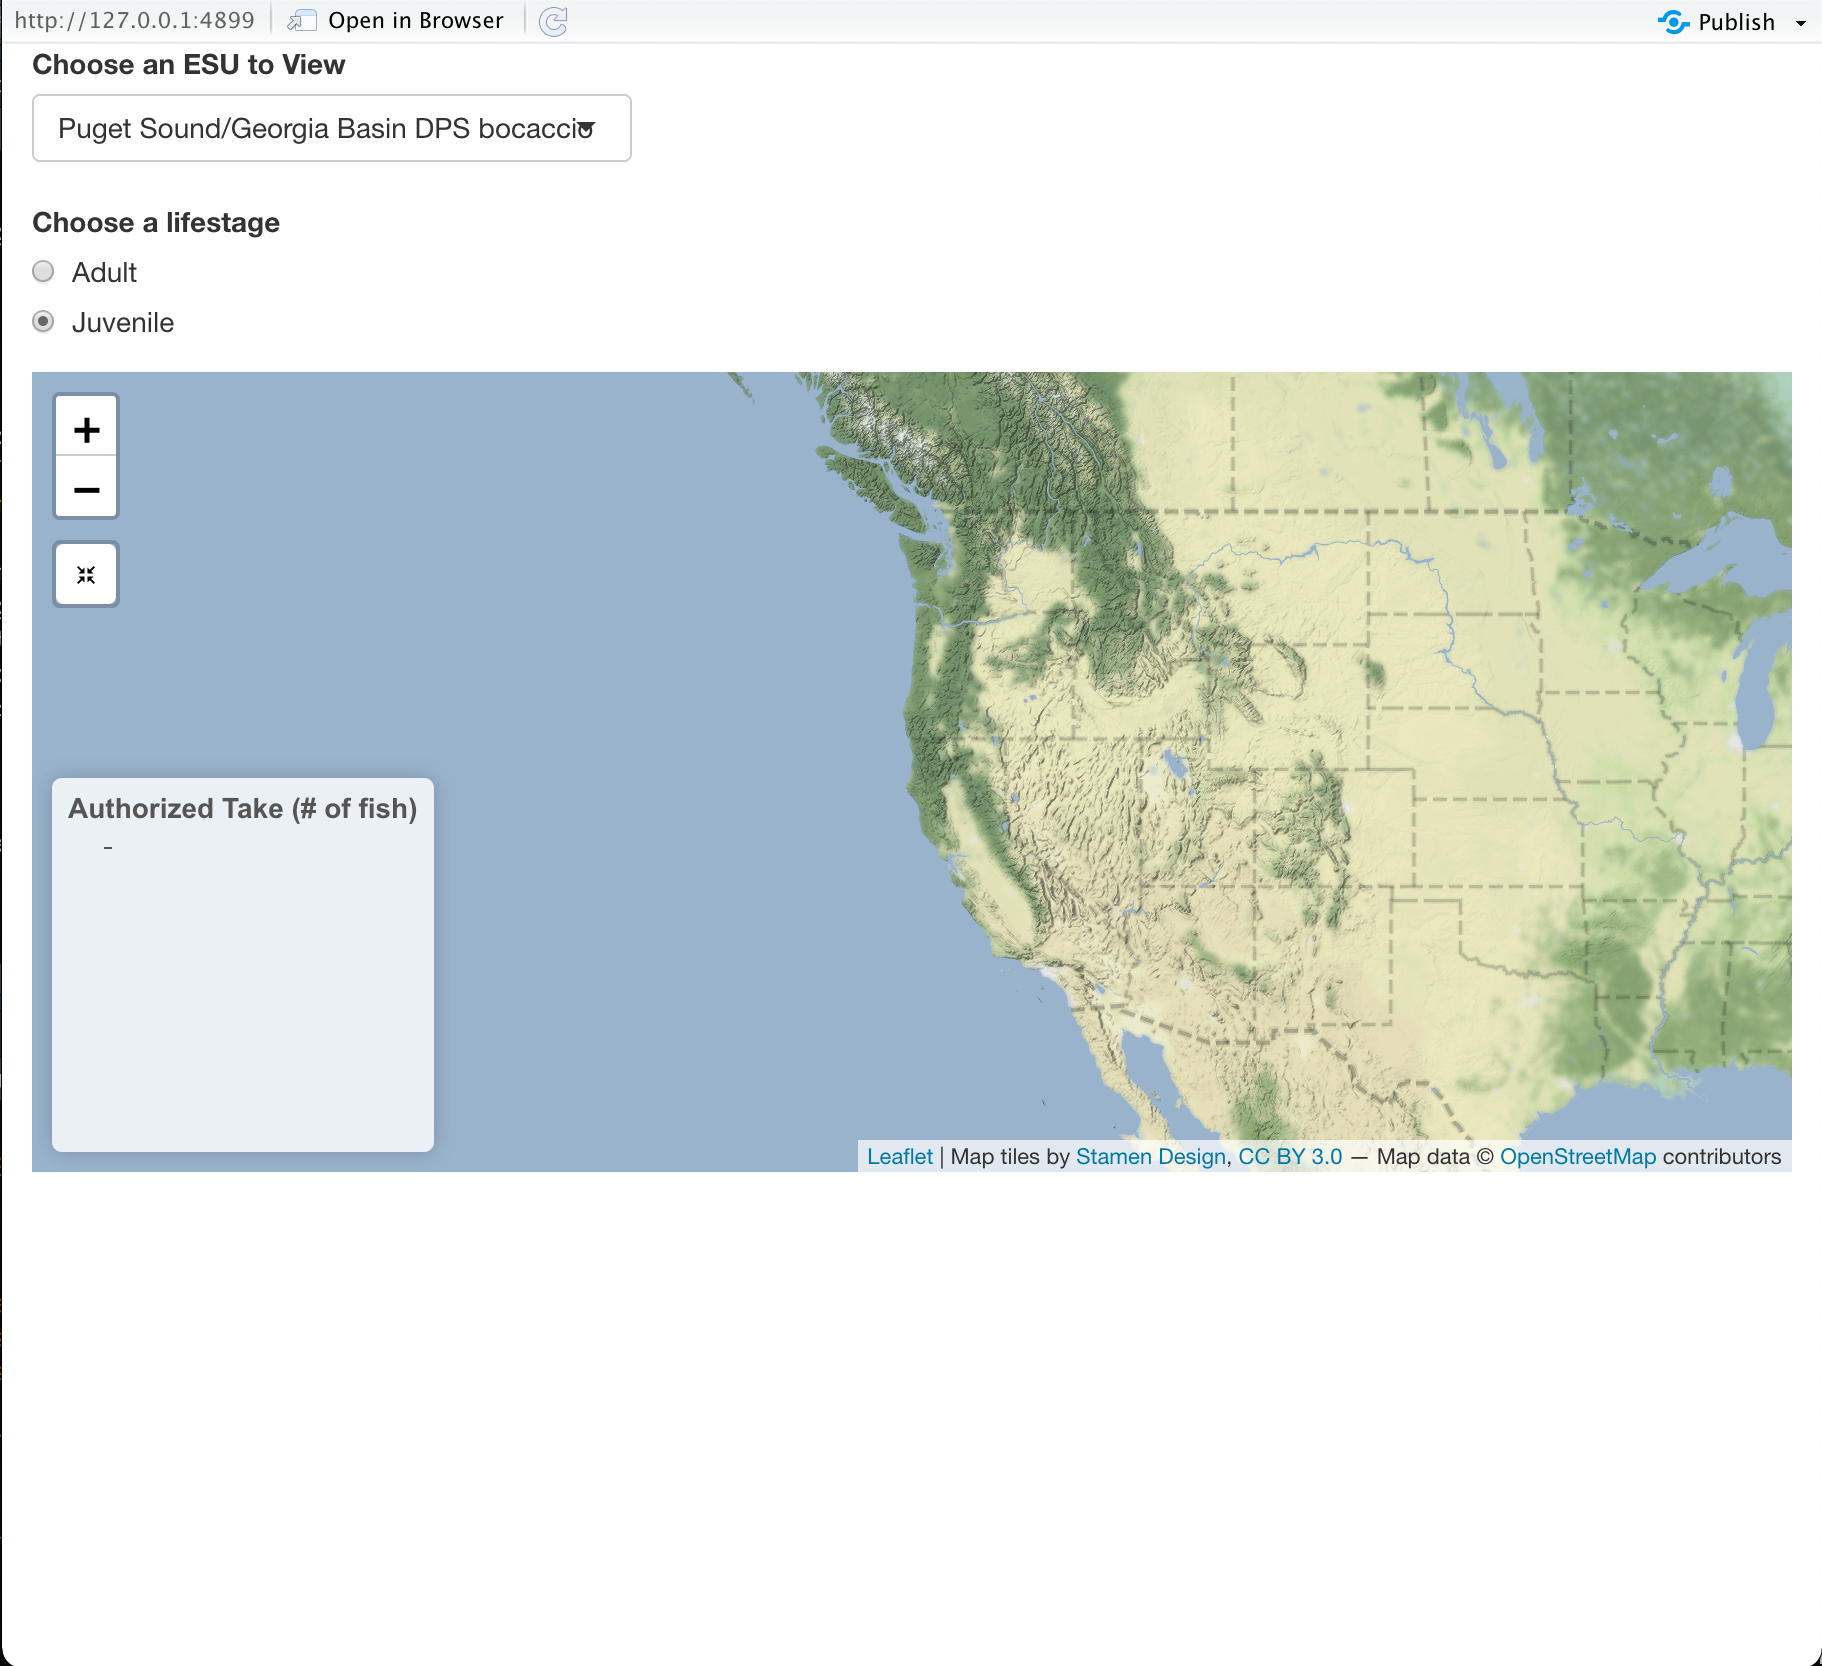 http://127.0.0.1:4899 Open in Browser Publish
Choose an ESU to View
Puget Sound/Georgia Basin DPS bocaccio
Choose a lifestage
Adult
Juvenile
+
−
Authorized Take (# of fish)
-
Leaflet | Map tiles by Stamen Design, CC BY 3.0 — Map data © OpenStreetMap contributors